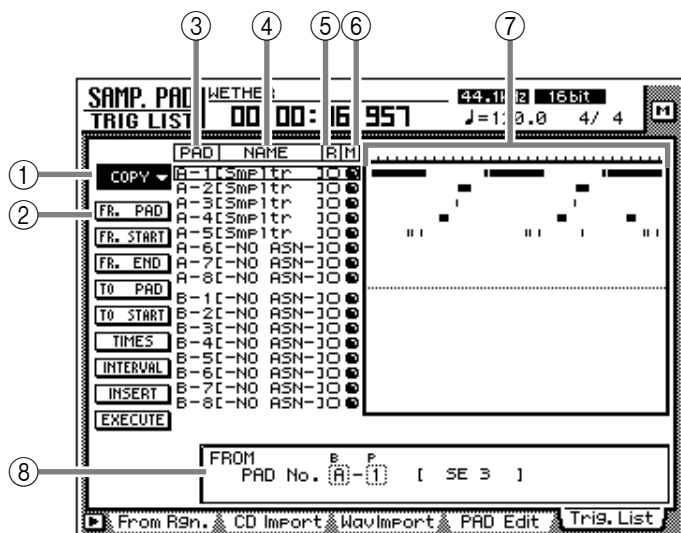 ③ ④ ⑤ ⑥ ⑦
SAMP. PAD WETHER 44.1kHz 16bit M
TRIG LIST 00 00:16 957 ♩=120.0 4/ 4
PAD NAME R M
① COPY
② FR. PAD
FR. START
FR. END
TO PAD
TO START
TIMES
INTERVAL
INSERT
EXECUTE
A-1[Smpltr ]
A-2[Smpltr ]
A-3[Smpltr ]
A-4[Smpltr ]
A-5[Smpltr ]
A-6[-NO ASN-]
A-7[-NO ASN-]
A-8[-NO ASN-]
B-1[-NO ASN-]
B-2[-NO ASN-]
B-3[-NO ASN-]
B-4[-NO ASN-]
B-5[-NO ASN-]
B-6[-NO ASN-]
B-7[-NO ASN-]
B-8[-NO ASN-]
⑧ FROM B P
PAD No. A-1 [ SE 3 ]
From Rgn. CD Import WavImport PAD Edit Trig. List